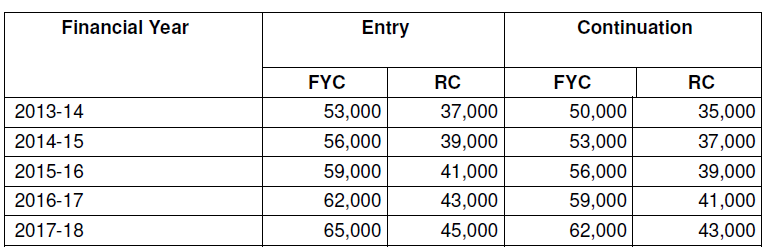 Financial Year Entry Continuation
FYC RC FYC RC
2013-14 53,000 37,000 50,000 35,000
2014-15 56,000 39,000 53,000 37,000
2015-16 59,000 41,000 56,000 39,000
2016-17 62,000 43,000 59,000 41,000
2017-18 65,000 45,000 62,000 43,000